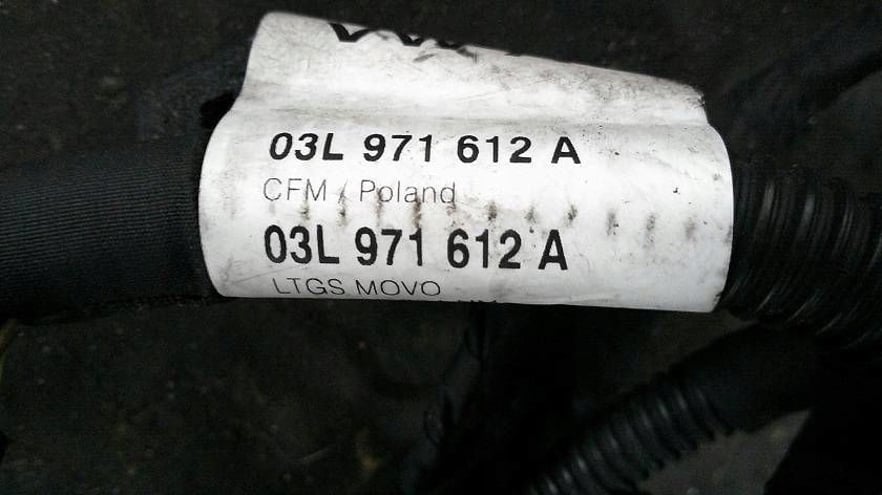 03L 971 612 A
CFM / Poland
03L 971 612 A
LTGS MOVO